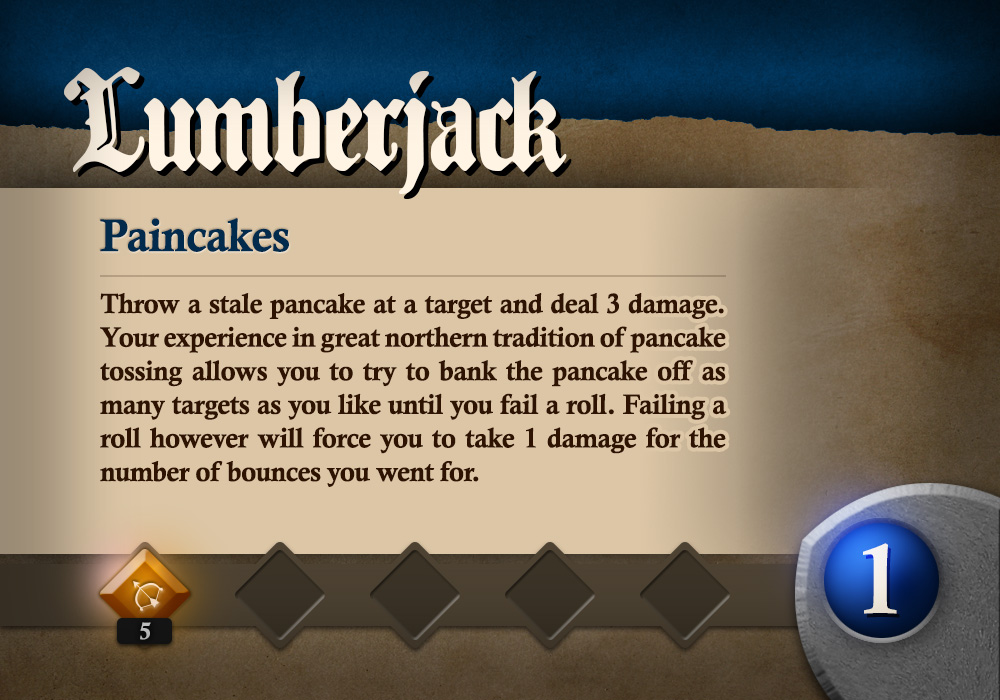 Lumberjack
Paincakes
Throw a stale pancake at a target and deal 3 damage.
Your experience in great northern tradition of pancake
tossing allows you to try to bank the pancake off as
many targets as you like until you fail a roll. Failing a
roll however will force you to take 1 damage for the
number of bounces you went for.
5
1